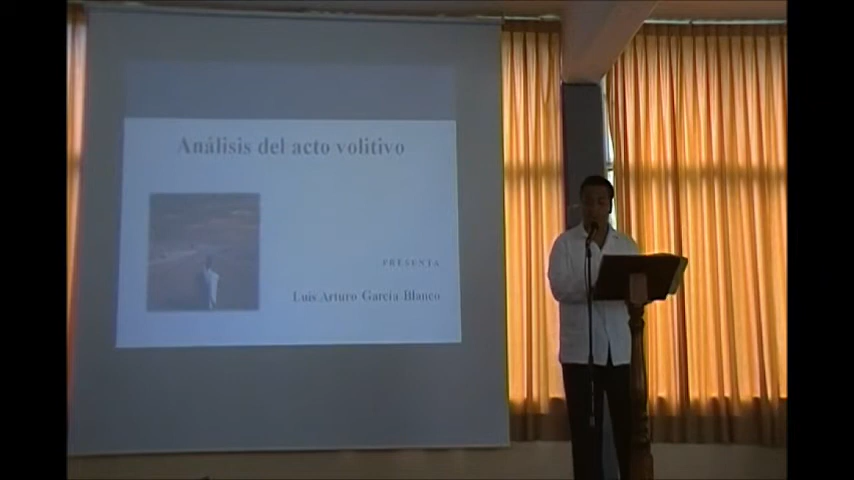 Análisis del acto volitivo
PRESENTA
Luis Arturo García Blanco